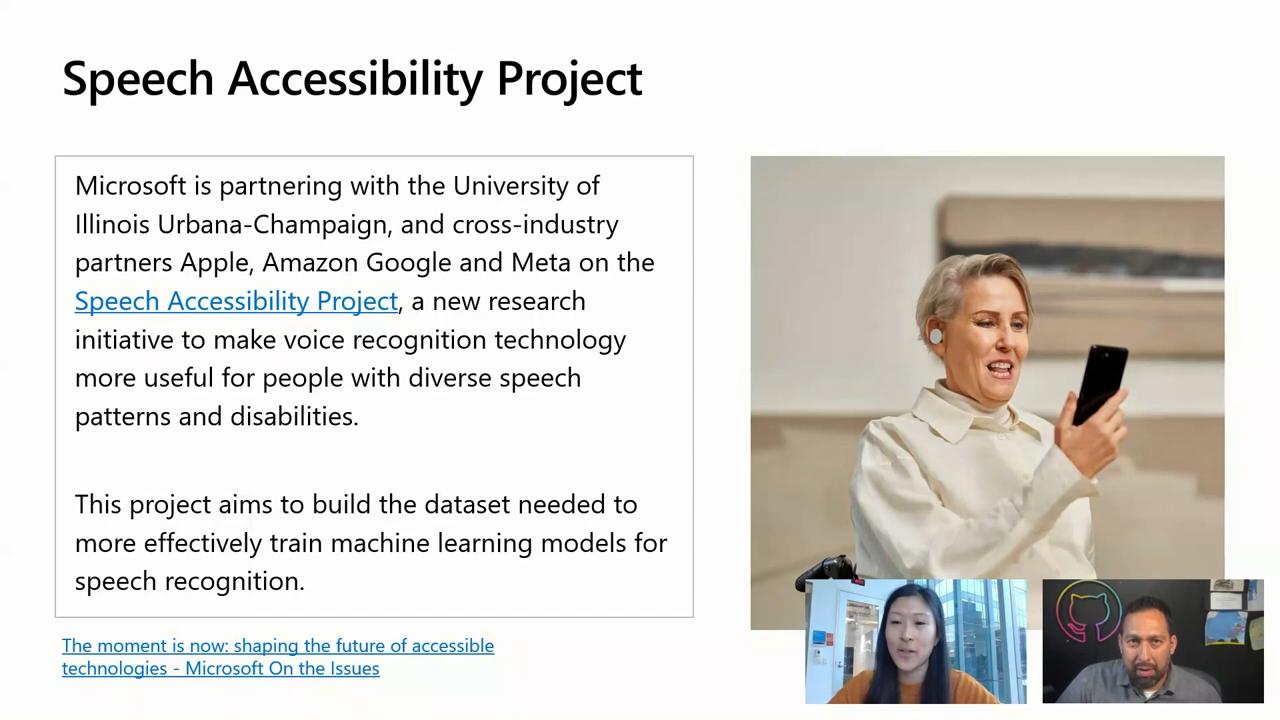 Speech Accessibility Project
Microsoft is partnering with the University of
Illinois Urbana-Champaign, and cross-industry
partners Apple, Amazon Google and Meta on the
Speech Accessibility Project, a new research
initiative to make voice recognition technology
more useful for people with diverse speech
patterns and disabilities.
This project aims to build the dataset needed to
more effectively train machine learning models for
speech recognition.
The moment is now: shaping the future of accessible
technologies - Microsoft On the Issues